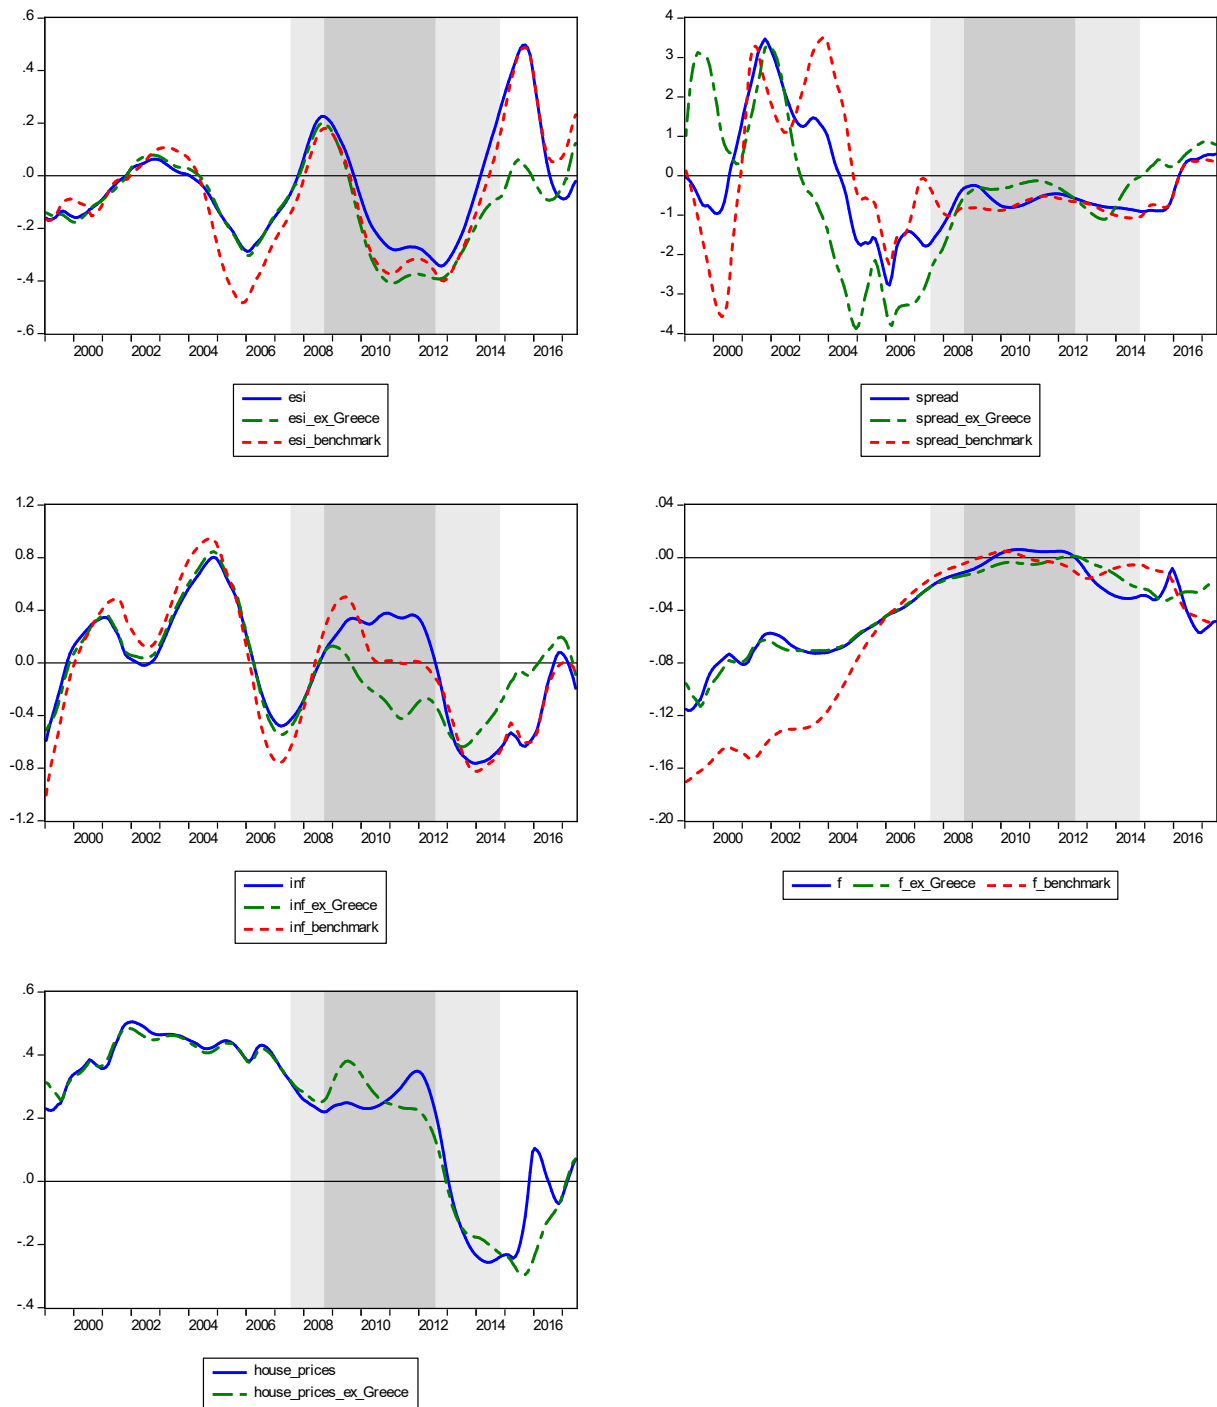 .6
.4
.2
.0
-.2
-.4
-.6
2000 2002 2004 2006 2008 2010 2012 2014 2016
esi
esi_ex_Greece
esi_benchmark
4
3
2
1
0
-1
-2
-3
-4
2000 2002 2004 2006 2008 2010 2012 2014 2016
spread
spread_ex_Greece
spread_benchmark
1.2
0.8
0.4
0.0
-0.4
-0.8
-1.2
2000 2002 2004 2006 2008 2010 2012 2014 2016
inf
inf_ex_Greece
inf_benchmark
.04
.00
-.04
-.08
-.12
-.16
-.20
2000 2002 2004 2006 2008 2010 2012 2014 2016
f f_ex_Greece f_benchmark
.6
.4
.2
.0
-.2
-.4
2000 2002 2004 2006 2008 2010 2012 2014 2016
house_prices
house_prices_ex_Greece